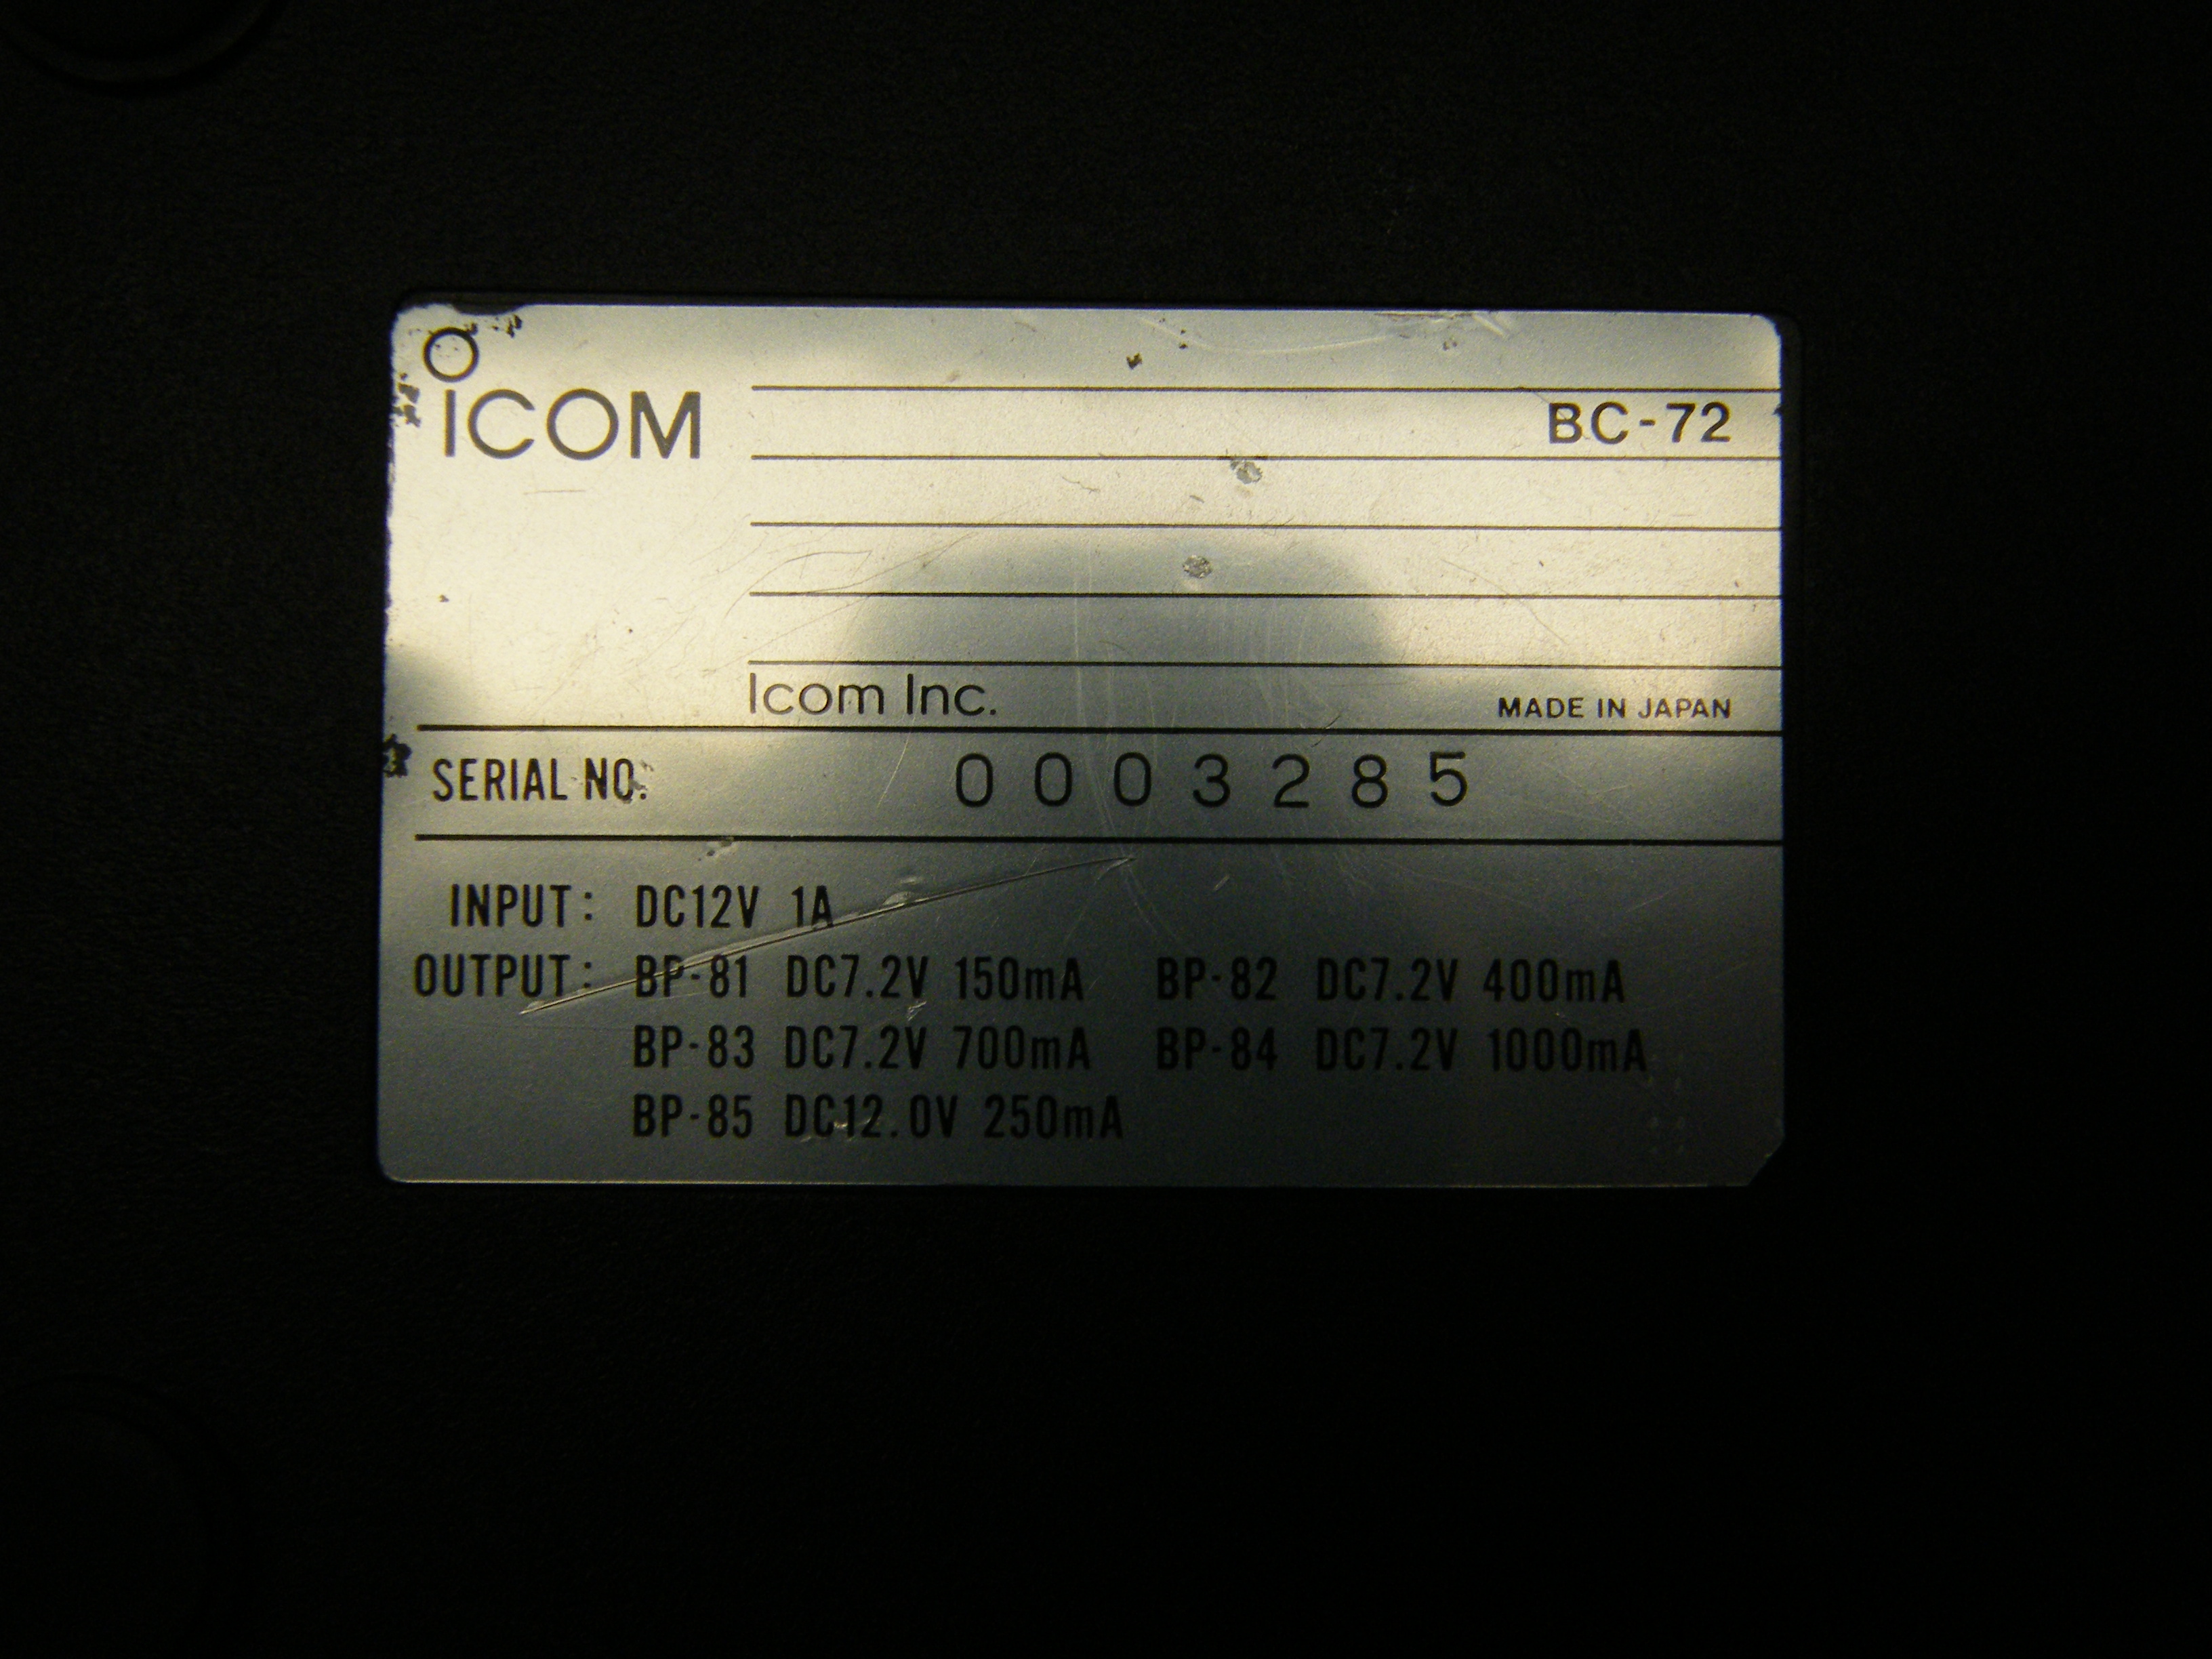 ICOM
BC-72
Icom Inc. MADE IN JAPAN
SERIAL NO. 0003285
INPUT: DC12V 1A
OUTPUT: BP-81 DC7.2V 150mA BP-82 DC7.2V 400mA
BP-83 DC7.2V 700mA BP-84 DC7.2V 1000mA
BP-85 DC12.0V 250mA